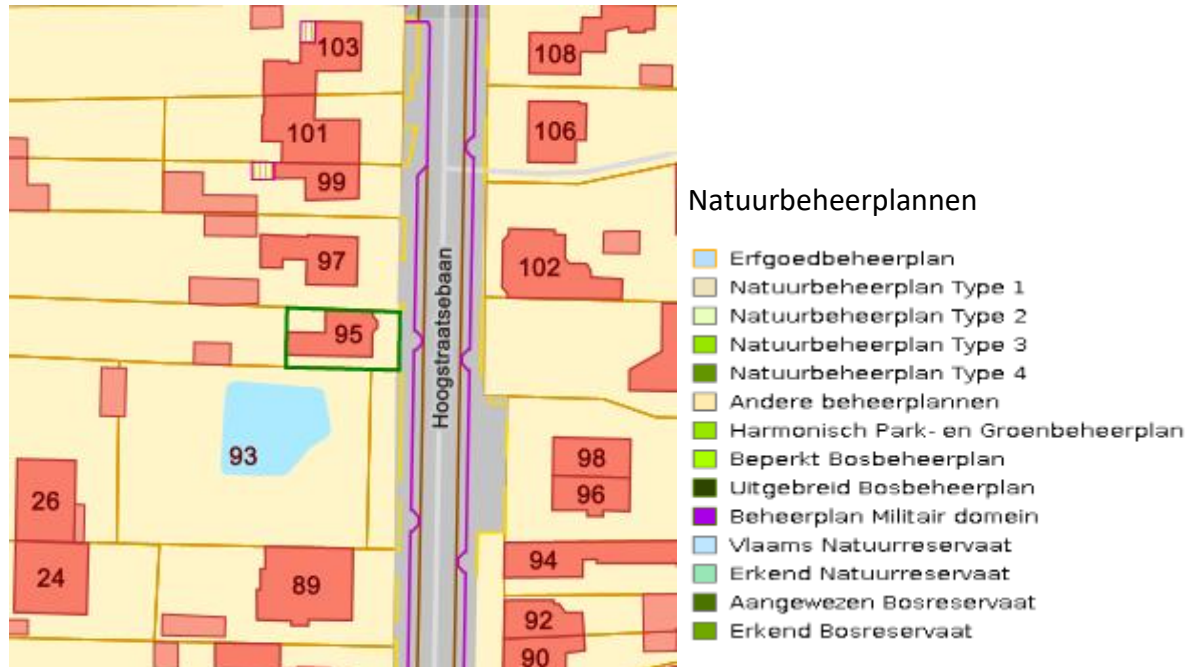 103
108
101
106
99
97
102
95
Hoogstraatsebaan
93
98
96
26
94
24
89
92
90
Natuurbeheerplannen
Erfgoedbeheerplan
Natuurbeheerplan Type 1
Natuurbeheerplan Type 2
Natuurbeheerplan Type 3
Natuurbeheerplan Type 4
Andere beheerplannen
Harmonisch Park- en Groenbeheerplan
Beperkt Bosbeheerplan
Uitgebreid Bosbeheerplan
Beheerplan Militair domein
Vlaams Natuurreservaat
Erkend Natuurreservaat
Aangewezen Bosreservaat
Erkend Bosreservaat